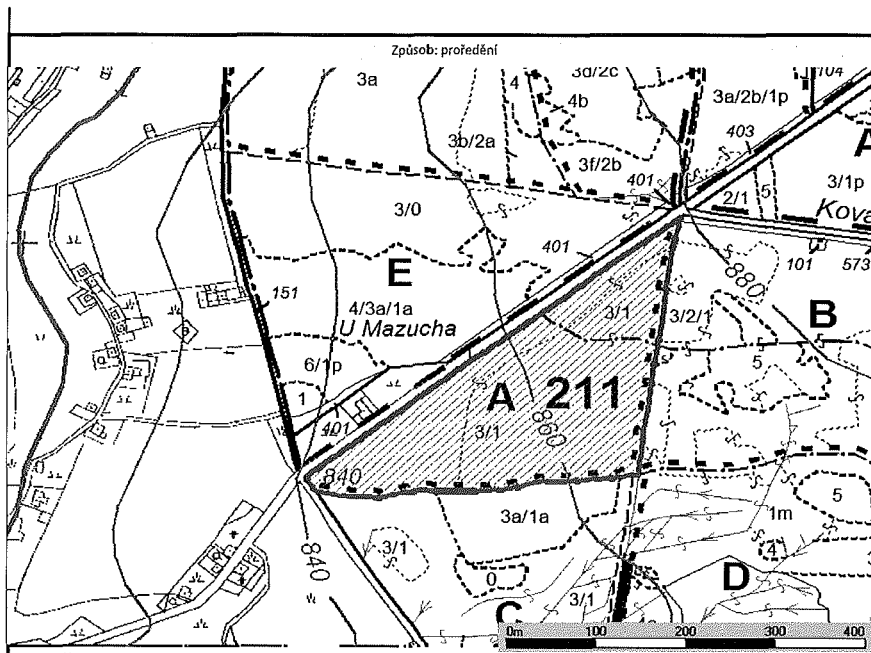 Způsob: proředění
3a
4
3d/2c
4b
3a/2b/1p
104
403
A
3b/2a
3f/2b
401
2/1
5
3/1p
Kova
3/0
401
101
573
E
880
151
4/3a/1a
U Mazucha
3/1
3/2/1
B
5
6/1p
1
A 211
860
401
3/1
840
5
3a/1a
1m
3/1
4
840
0
D
3/1
C
0m 100 200 300 400